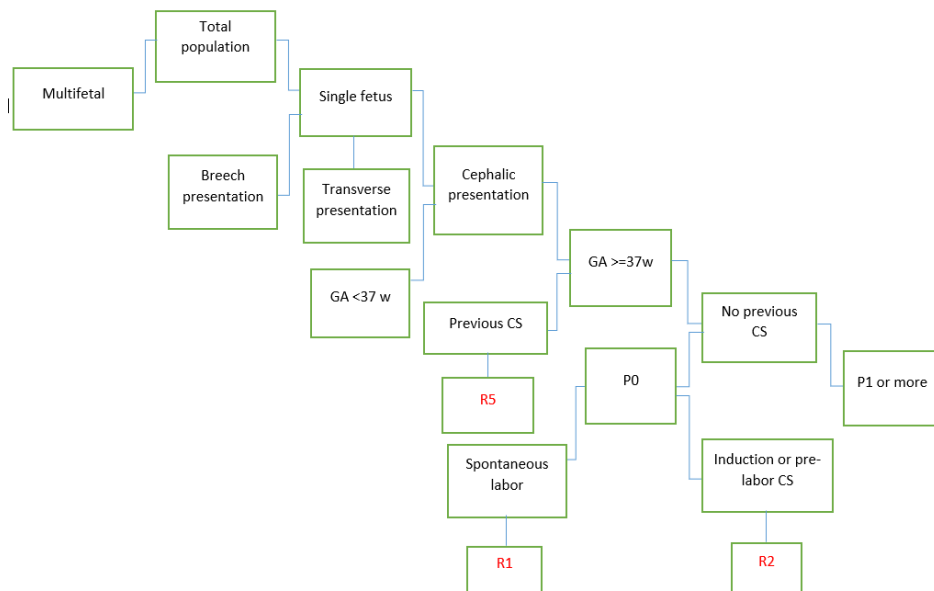 Total
population
Multifetal
Single fetus
Breech
presentation
Transverse
presentation
Cephalic
presentation
GA >=37w
GA <37 w
Previous CS
No previous
CS
P0
P1 or more
R5
Spontaneous
labor
Induction or pre-
labor CS
R1
R2